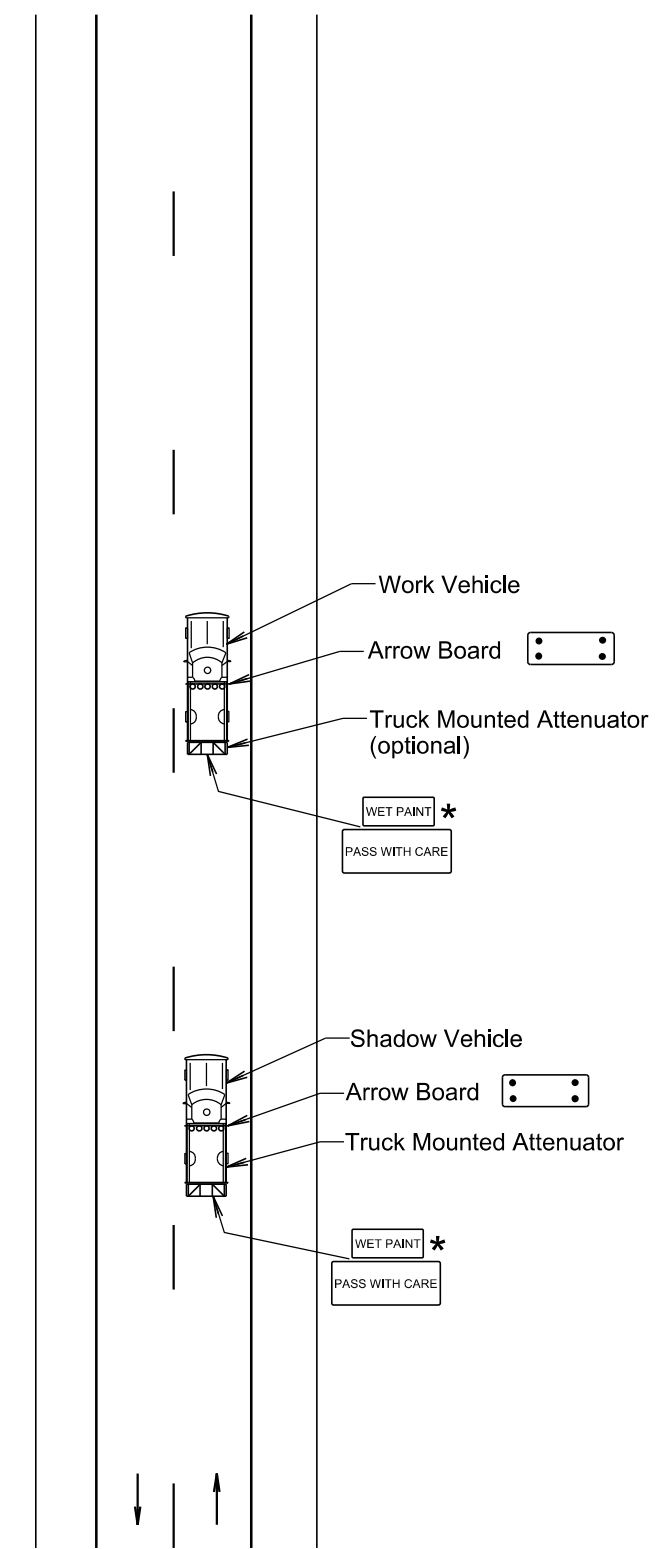 Work Vehicle
Arrow Board
Truck Mounted Attenuator
(optional)
WET PAINT *
PASS WITH CARE
Shadow Vehicle
Arrow Board
Truck Mounted Attenuator
WET PAINT *
PASS WITH CARE